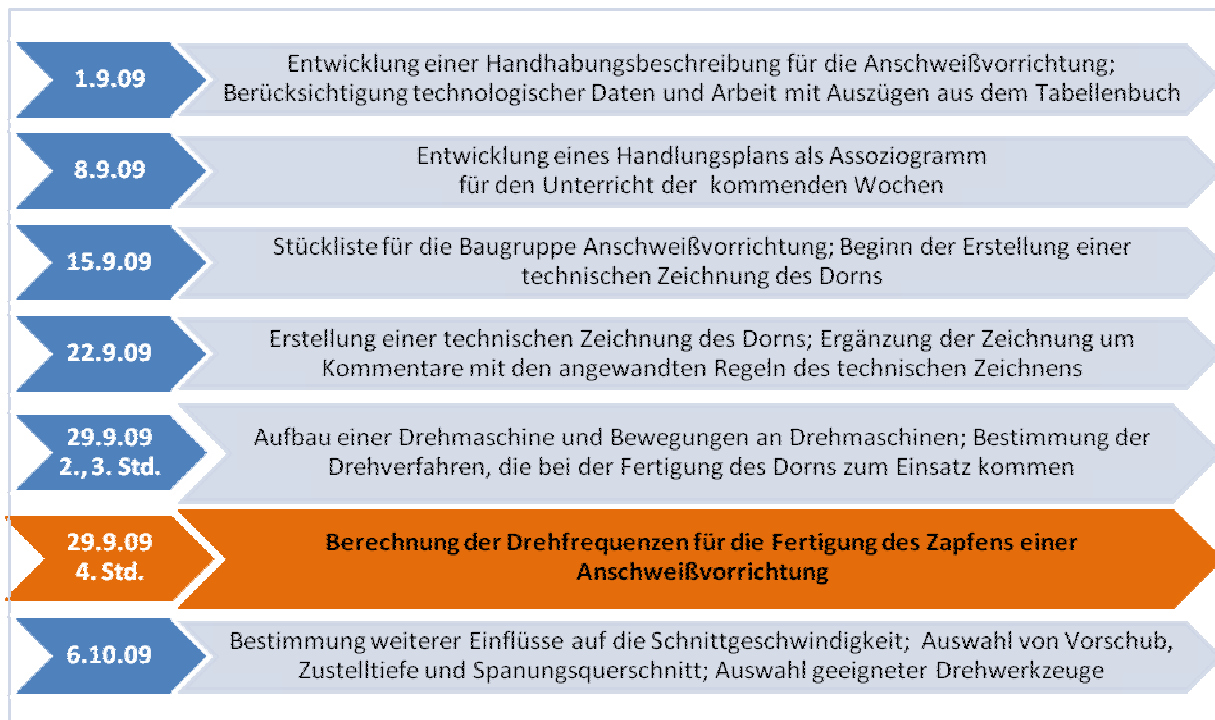 1.9.09
Entwicklung einer Handhabungsbeschreibung für die Anschweißvorrichtung;
Berücksichtigung technologischer Daten und Arbeit mit Auszügen aus dem Tabellenbuch
8.9.09
Entwicklung eines Handlungsplans als Assoziogramm
für den Unterricht der kommenden Wochen
15.9.09
Stückliste für die Baugruppe Anschweißvorrichtung; Beginn der Erstellung einer
technischen Zeichnung des Dorns
22.9.09
Erstellung einer technischen Zeichnung des Dorns; Ergänzung der Zeichnung um
Kommentare mit den angewandten Regeln des technischen Zeichnens
29.9.09
2., 3. Std.
Aufbau einer Drehmaschine und Bewegungen an Drehmaschinen; Bestimmung der
Drehverfahren, die bei der Fertigung des Dorns zum Einsatz kommen
29.9.09
4. Std.
Berechnung der Drehfrequenzen für die Fertigung des Zapfens einer
Anschweißvorrichtung
6.10.09
Bestimmung weiterer Einflüsse auf die Schnittgeschwindigkeit; Auswahl von Vorschub,
Zustelltiefe und Spanungsquerschnitt; Auswahl geeigneter Drehwerkzeuge